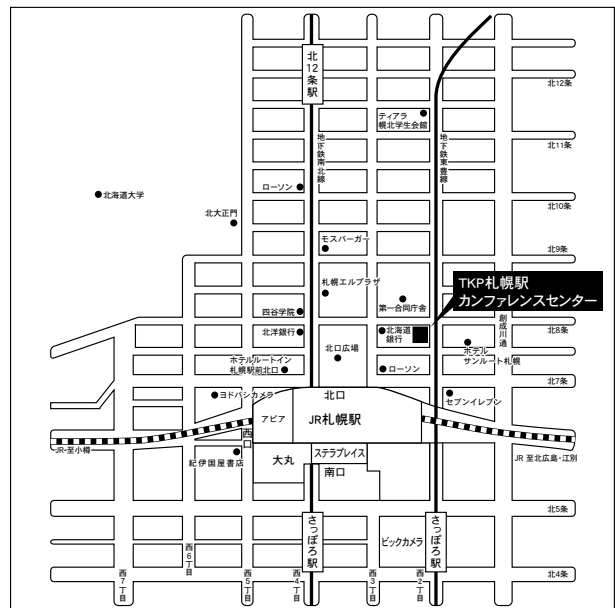 北12条駅
北12条
ティアラ
幌北学生会館
地下鉄南北線
地下鉄東豊線
北11条
ローソン
北海道大学
北10条
北大正門
モスバーガー
北9条
札幌エルプラザ
TKP札幌駅
カンファレンスセンター
第一合同庁舎
四谷学院
創成川通
北洋銀行
北海道
銀行
北8条
北口広場
ホテル
サンルート札幌
ホテルルートイン
札幌駅前北口
ローソン
北7条
ヨドバシカメラ
北口
セブンイレブン
アピア
JR札幌駅
西口
JR・至小樽
紀伊国屋書店
大丸
ステラプレイス
南口
JR 至北広島・江別
北5条
さっぽろ駅
ビックカメラ
さっぽろ駅
北4条
西7丁目
西6丁目
西5丁目
西4丁目
西3丁目
西2丁目